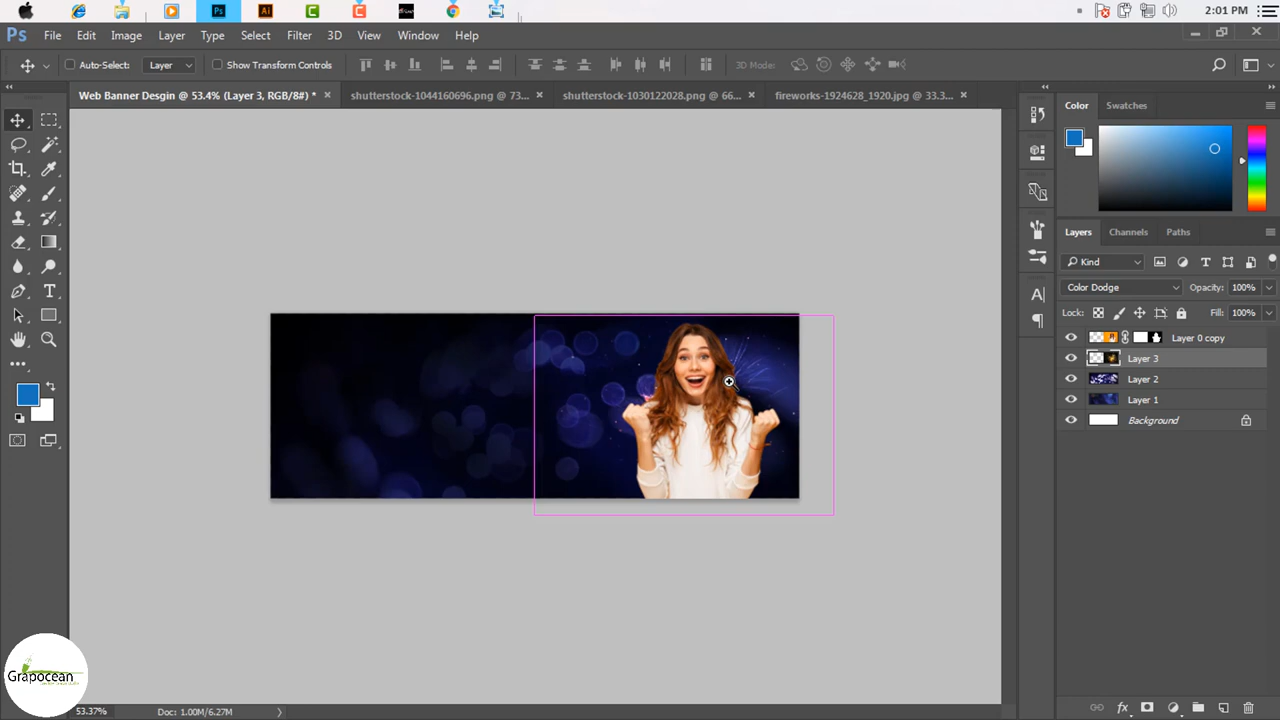 Ps
Ai
2:01 PM
Ps File Edit Image Layer Type Select Filter 3D View Window Help
Auto-Select: Layer Show Transform Controls 3D Mode:
Web Banner Desgin @ 53.4% (Layer 3, RGB/8#) * × shutterstock-1044160696.png @ 73... × shutterstock-1030122028.png @ 66... × fireworks-1924628_1920.jpg @ 33.3... ×
Color Swatches
Layers Channels Paths
Kind
Color Dodge Opacity: 100%
Lock: Fill: 100%
Layer 0 copy
Layer 3
Layer 2
Layer 1
Background
Grapocean
53.37% Doc: 1.00M/6.27M